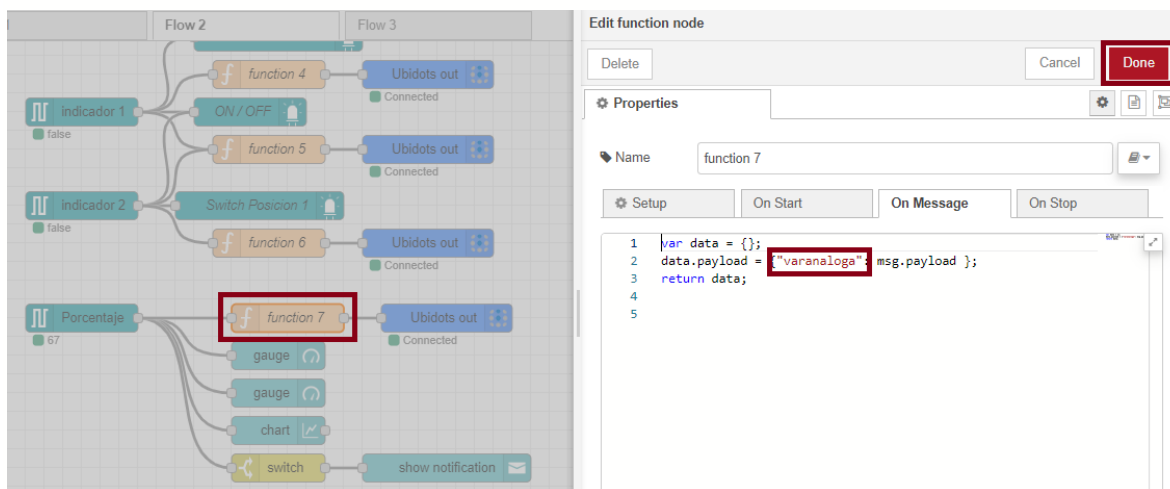 Flow 2
Flow 3
function 4
Ubidots out
Connected
indicador 1
false
ON / OFF
function 5
Ubidots out
Connected
indicador 2
false
Switch Posicion 1
function 6
Ubidots out
Connected
Porcentaje
67
function 7
Ubidots out
Connected
gauge
gauge
chart
switch
show notification
Edit function node
Delete
Cancel
Done
Properties
Name
function 7
Setup
On Start
On Message
On Stop
1 var data = {};
2 data.payload = {"varanaloga": msg.payload };
3 return data;
4
5